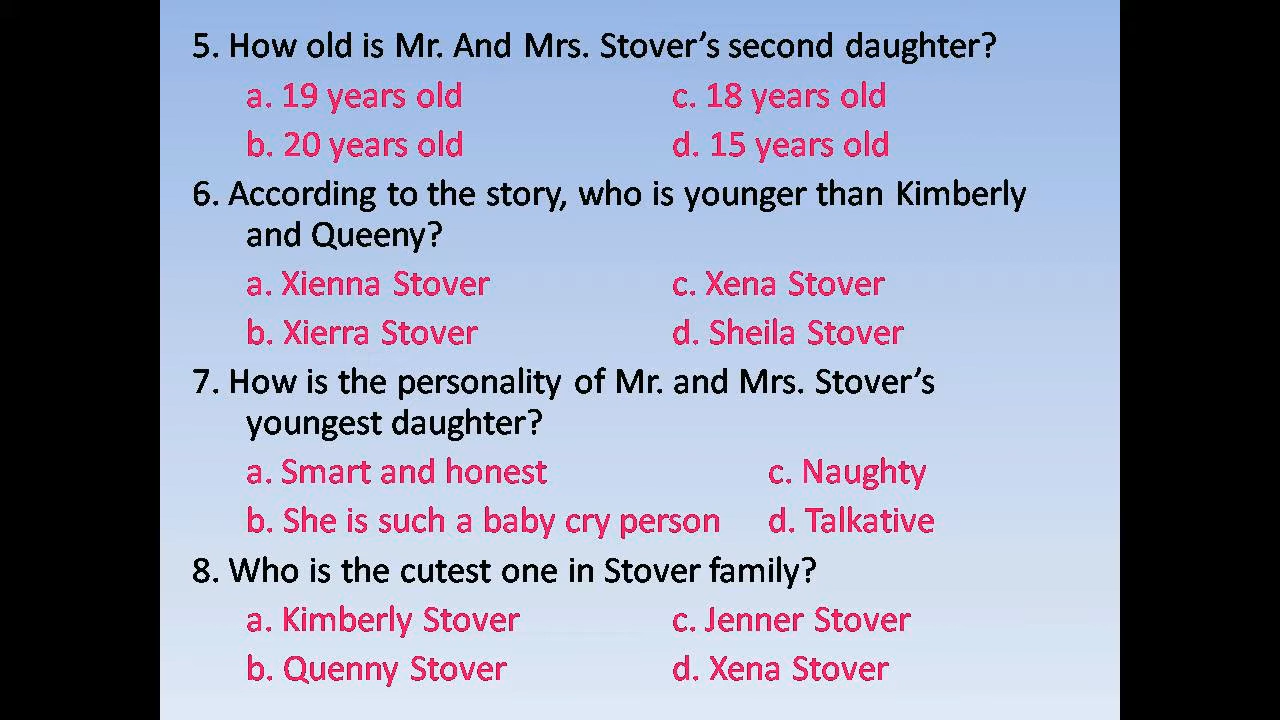 5. How old is Mr. And Mrs. Stover's second daughter?
a. 19 years old c. 18 years old
b. 20 years old d. 15 years old
6. According to the story, who is younger than Kimberly
and Queeny?
a. Xienna Stover c. Xena Stover
b. Xierra Stover d. Sheila Stover
7. How is the personality of Mr. and Mrs. Stover's
youngest daughter?
a. Smart and honest c. Naughty
b. She is such a baby cry person d. Talkative
8. Who is the cutest one in Stover family?
a. Kimberly Stover c. Jenner Stover
b. Quenny Stover d. Xena Stover